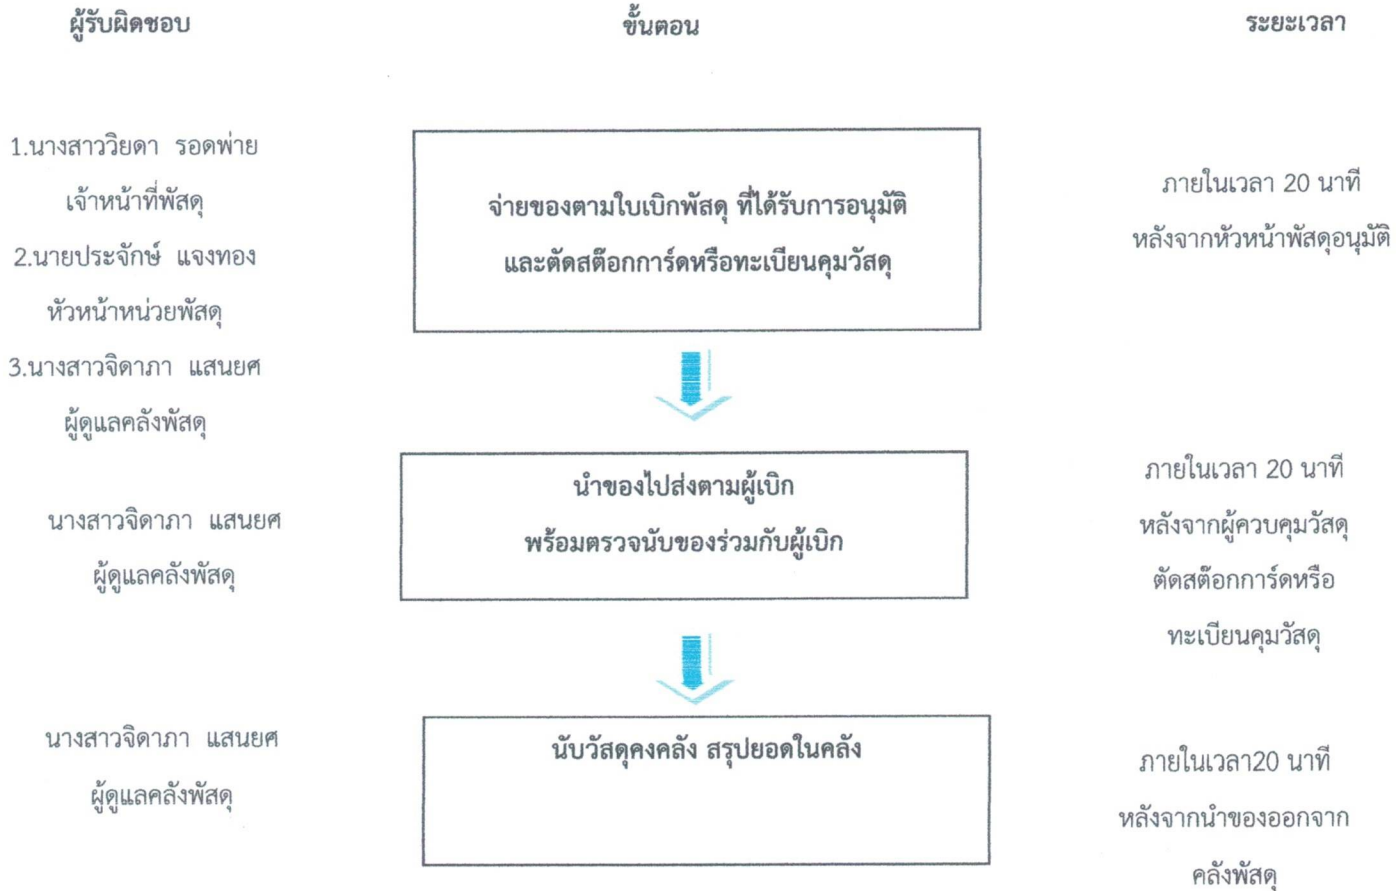 ผู้รับผิดชอบ ขั้นตอน ระยะเวลา
1.นางสาววิยดา รอดพ่าย
เจ้าหน้าที่พัสดุ
2.นายประจักษ์ แจงทอง
หัวหน้าหน่วยพัสดุ
3.นางสาวจิดาภา แสนยศ
ผู้ดูแลคลังพัสดุ
จ่ายของตามใบเบิกพัสดุ ที่ได้รับการอนุมัติ
และตัดสต๊อกการ์ดหรือทะเบียนคุมวัสดุ
ภายในเวลา 20 นาที
หลังจากหัวหน้าพัสดุอนุมัติ
นางสาวจิดาภา แสนยศ
ผู้ดูแลคลังพัสดุ
นำของไปส่งตามผู้เบิก
พร้อมตรวจนับของร่วมกับผู้เบิก
ภายในเวลา 20 นาที
หลังจากผู้ควบคุมวัสดุ
ตัดสต๊อกการ์ดหรือ
ทะเบียนคุมวัสดุ
นางสาวจิดาภา แสนยศ
ผู้ดูแลคลังพัสดุ
นับวัสดุคงคลัง สรุปยอดในคลัง
ภายในเวลา20 นาที
หลังจากนำของออกจาก
คลังพัสดุ